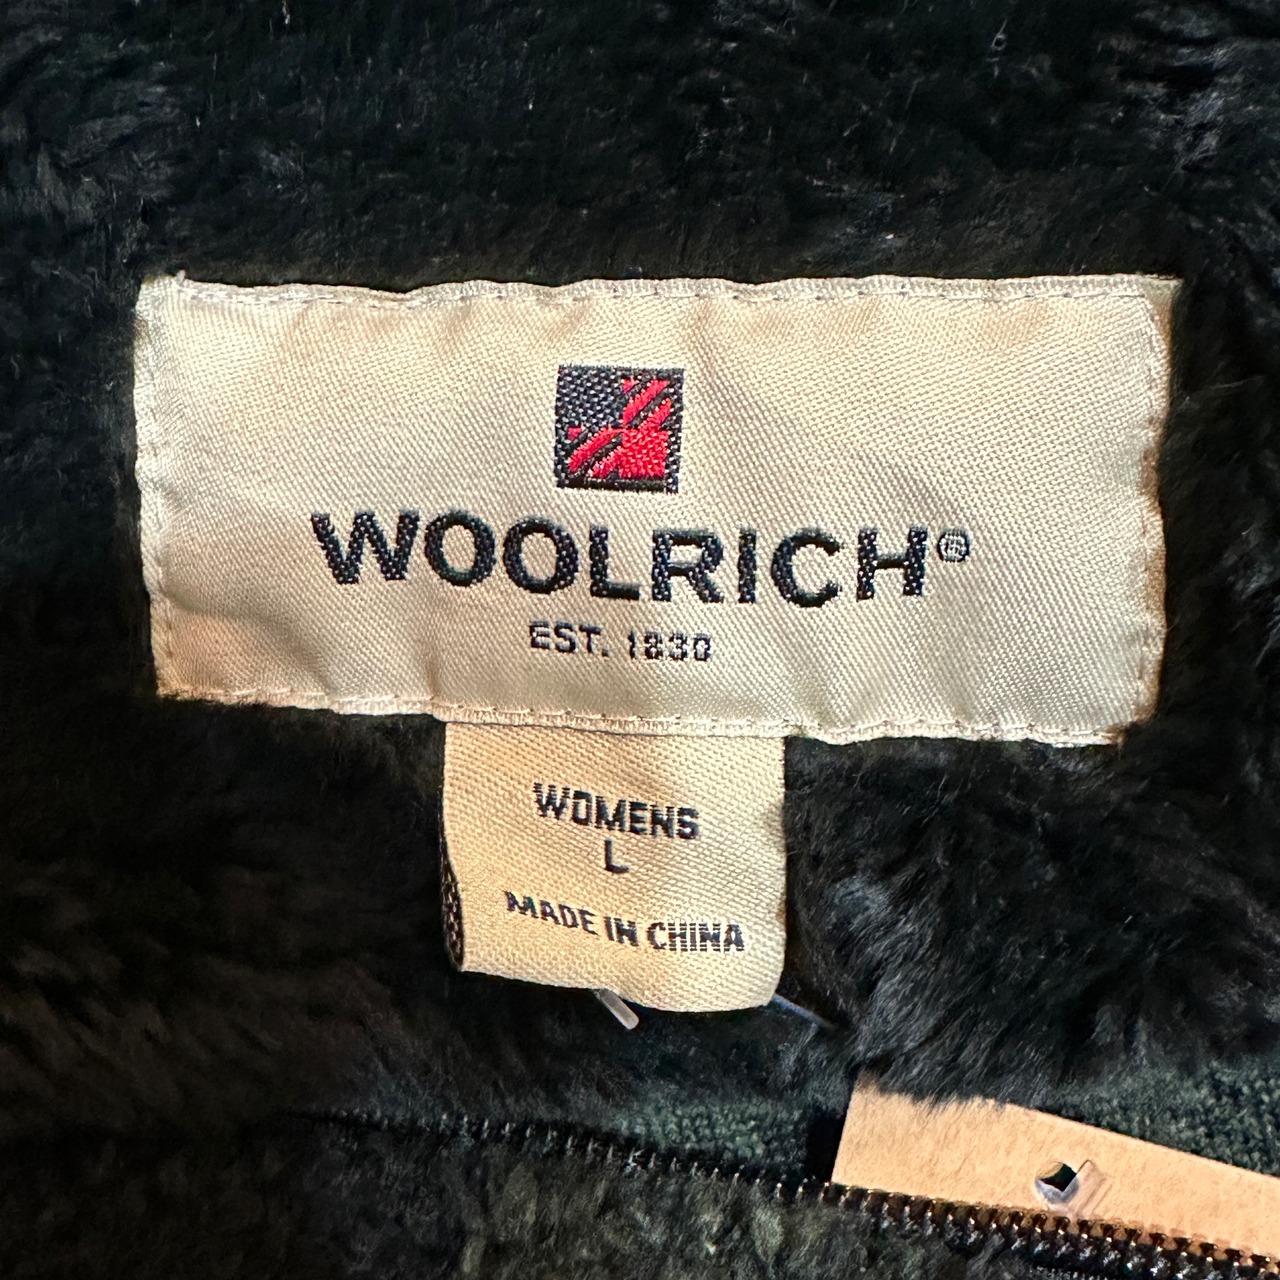 WOOLRICH®
EST. 1830
WOMENS
L
MADE IN CHINA